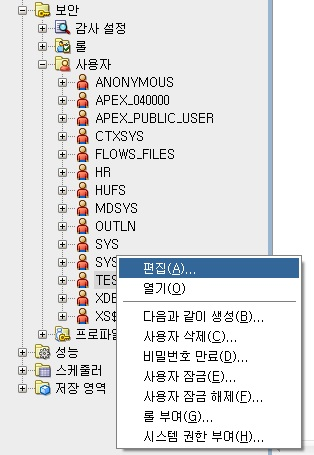 보안
감사 설정
롤
사용자
ANONYMOUS
APEX_040000
APEX_PUBLIC_USER
CTXSYS
FLOWS_FILES
HR
HUFS
MDSYS
OUTLN
SYS
SYS
TES
XDB
XS$
프로파일
성능
스케줄러
저장 영역
편집(A)...
열기(O)
다음과 같이 생성(B)...
사용자 삭제(C)...
비밀번호 만료(D)...
사용자 잠금(E)...
사용자 잠금 해제(F)...
롤 부여(G)...
시스템 권한 부여(H)...